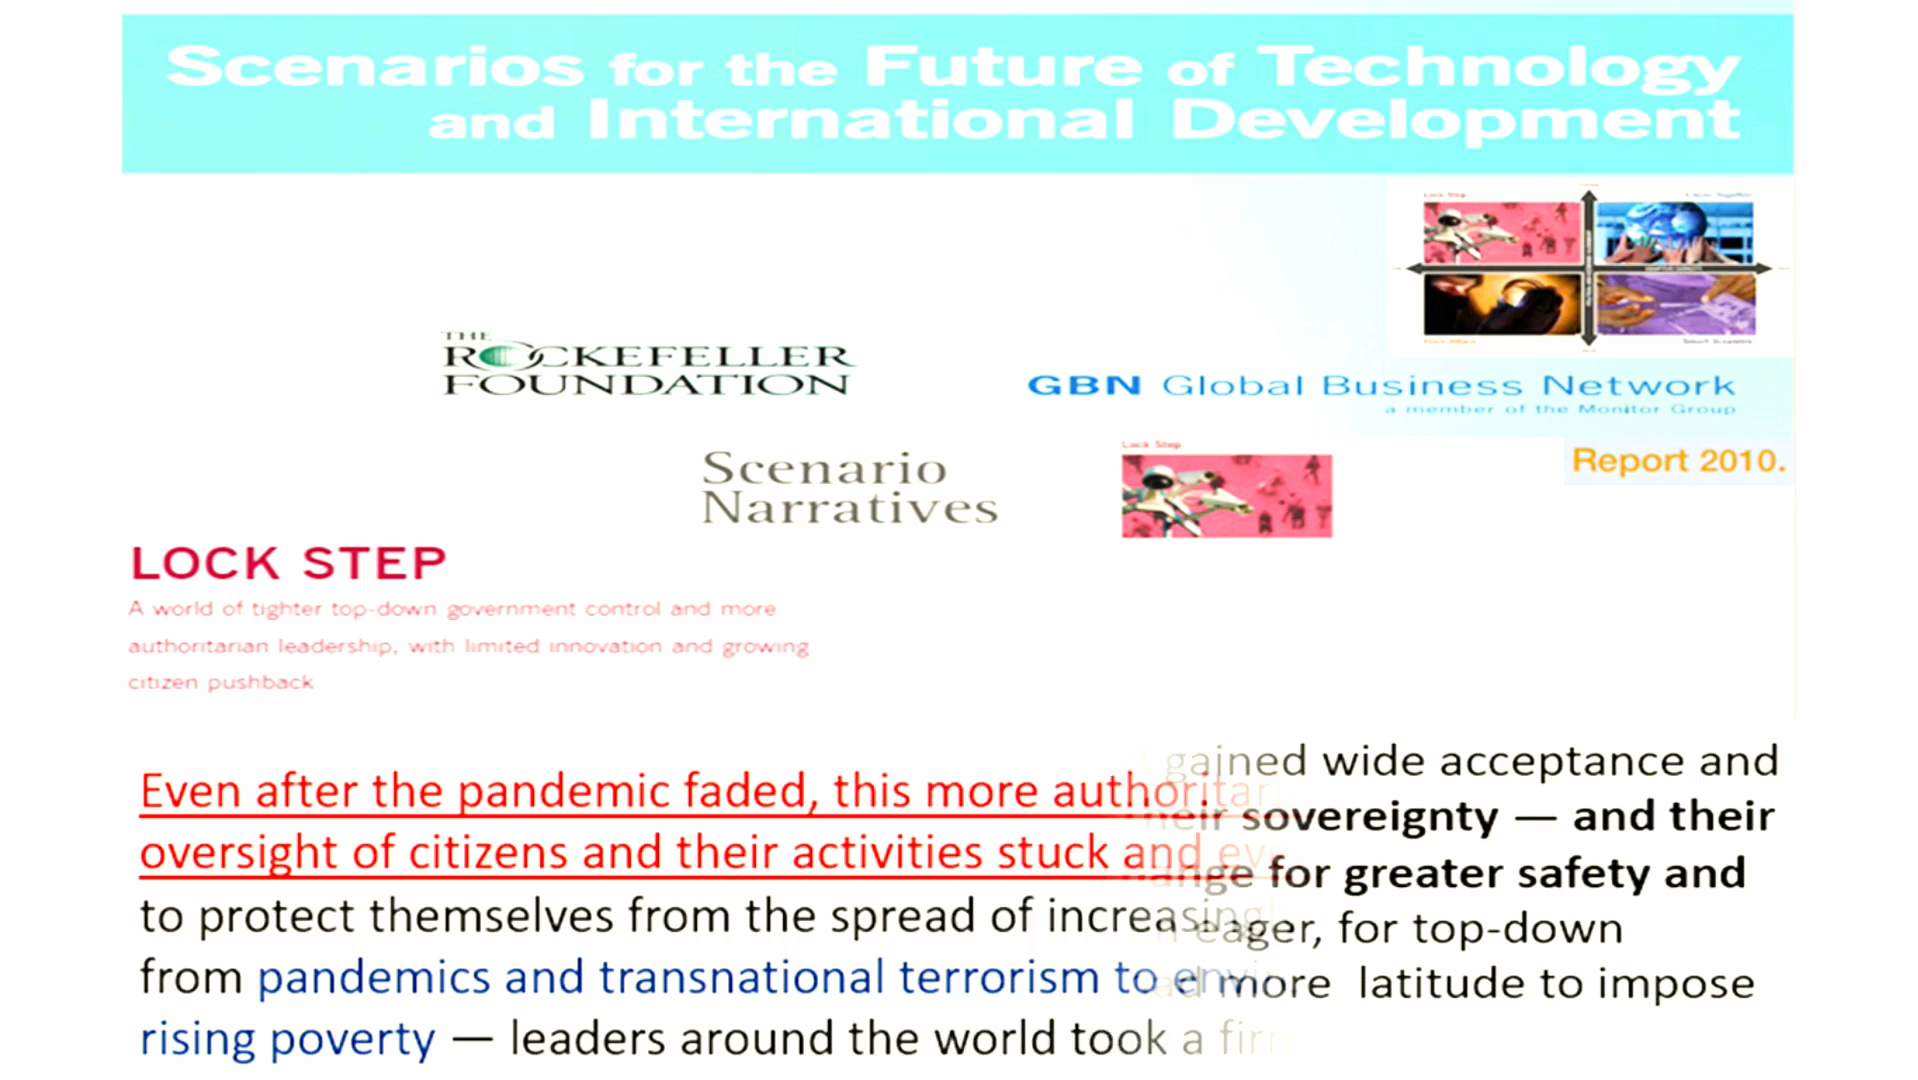 Scenarios for the Future of Technology
and International Development
Lock Step
THE
ROCKEFELLER
FOUNDATION
GBN Global Business Network
a member of the Monitor Group
Scenario
Narratives
Lock Step
Report 2010.
LOCK STEP
A world of tighter top-down government control and more
authoritarian leadership, with limited innovation and growing
citizen pushback
Even after the pandemic faded, this more
oversight of citizens and their activities stuck and
to protect themselves from the spread of
from pandemics and transnational terrorism to
rising poverty — leaders around the world took a
gained wide acceptance and
sovereignty — and their
for greater safety and
eager, for top-down
more latitude to impose